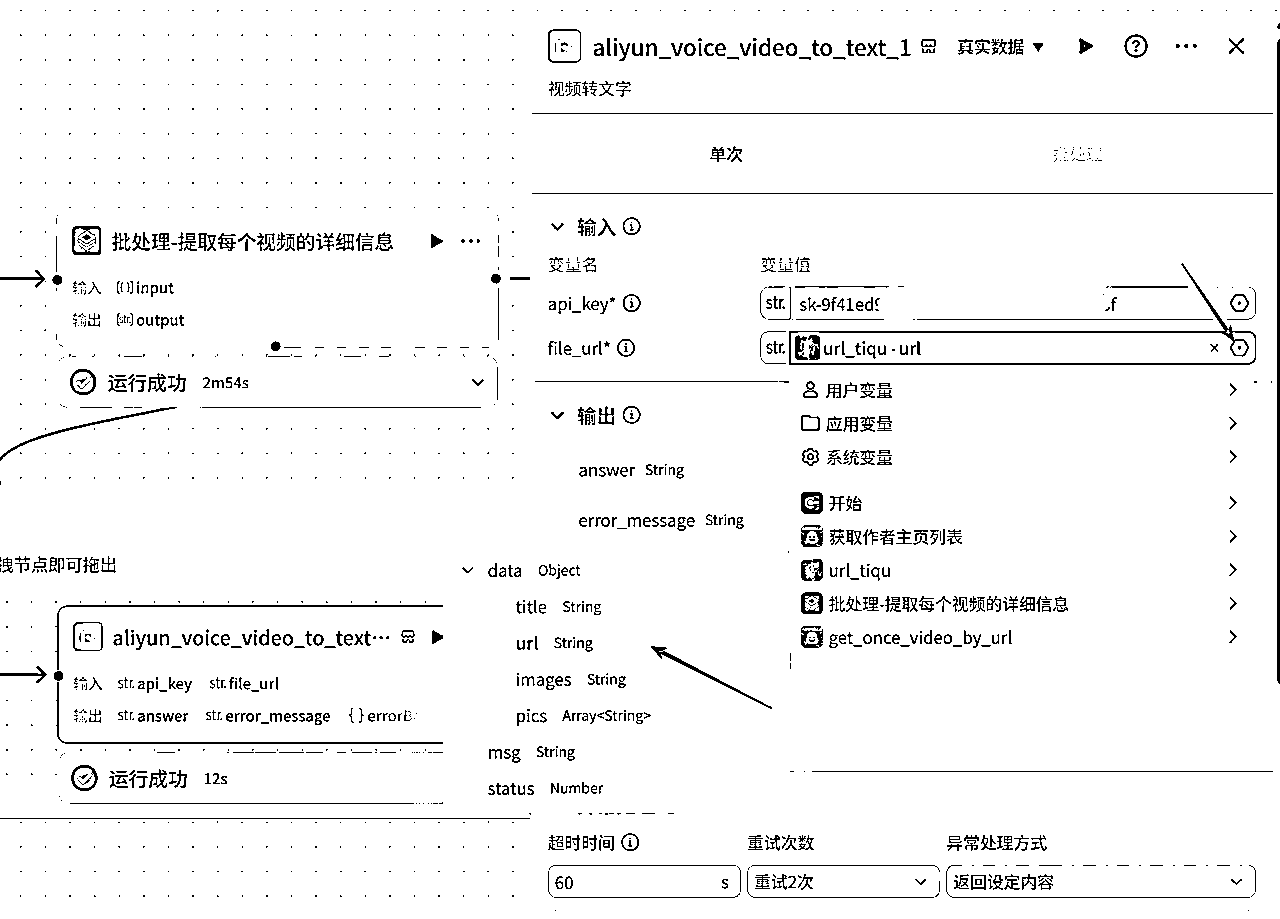 aliyun_voice_video_to_text_1 真实数据
视频转文字
单次
批处理-提取每个视频的详细信息
输入 input
输出 output
运行成功 2m54s
拽节点即可拖出
aliyun_voice_video_to_text···
输入 str.api_key str.file_url
输出 str.answer str.error_message
运行成功 12s
输入
变量名 变量值
api_key* str. sk-9f41ed
file_url* str. url_tiqu · url
用户变量
应用变量
系统变量
开始
获取作者主页列表
url_tiqu
批处理-提取每个视频的详细信息
get_once_video_by_url
输出
answer String
error_message String
data Object
title String
url String
images String
pics Array<String>
msg String
status Number
超时时间 重试次数 异常处理方式
60 s 重试2次 返回设定内容